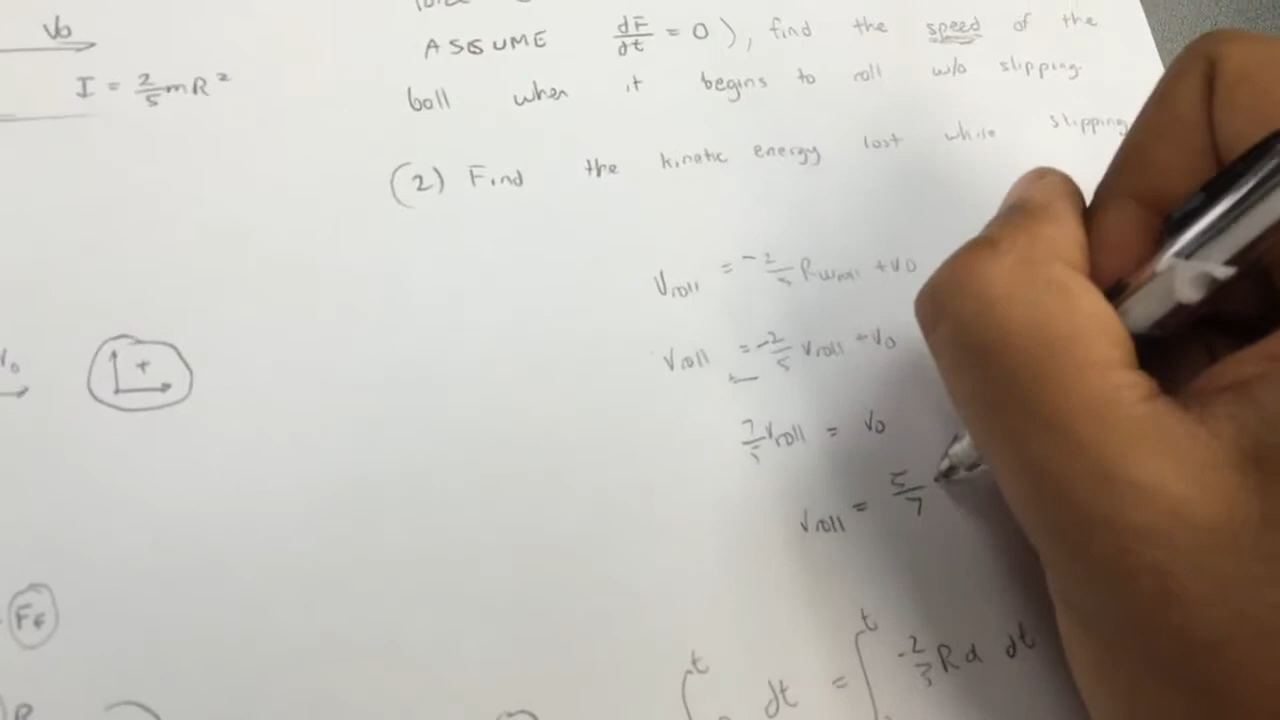 V₀
I = 2/5 mR²
ASSUME dF/dt = 0 ), find the speed of the
ball when it begins to roll w/o slipping.
(2) Find the kinetic energy lost while slipping
Vroll = -2/5 Rωroll + V0
Vroll = -2/5 Vroll + V0
7/5 Vroll = V0
Vroll = 5/7
V₀
+
Ff
R
t dt = t -2/5 Rα dt